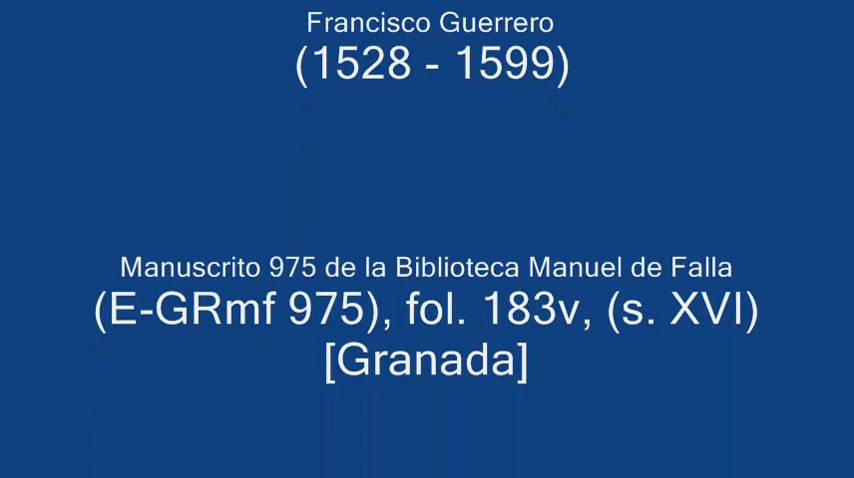 Francisco Guerrero
(1528 - 1599)
Manuscrito 975 de la Biblioteca Manuel de Falla
(E-GRmf 975), fol. 183v, (s. XVI)
[Granada]